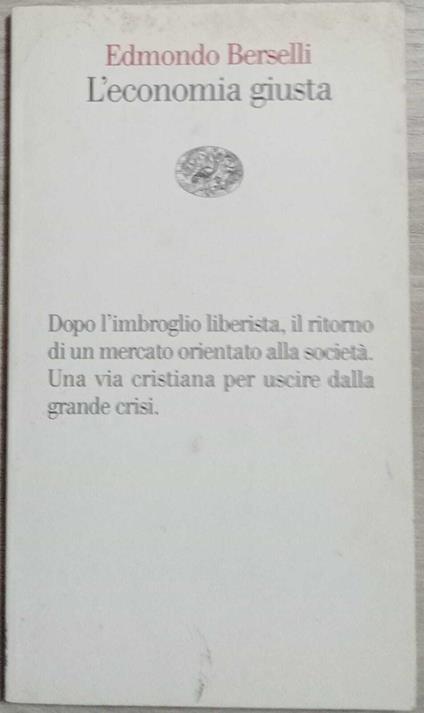 Edmondo Berselli
L'economia giusta
Dopo l'imbroglio liberista, il ritorno
di un mercato orientato alla società.
Una via cristiana per uscire dalla
grande crisi.